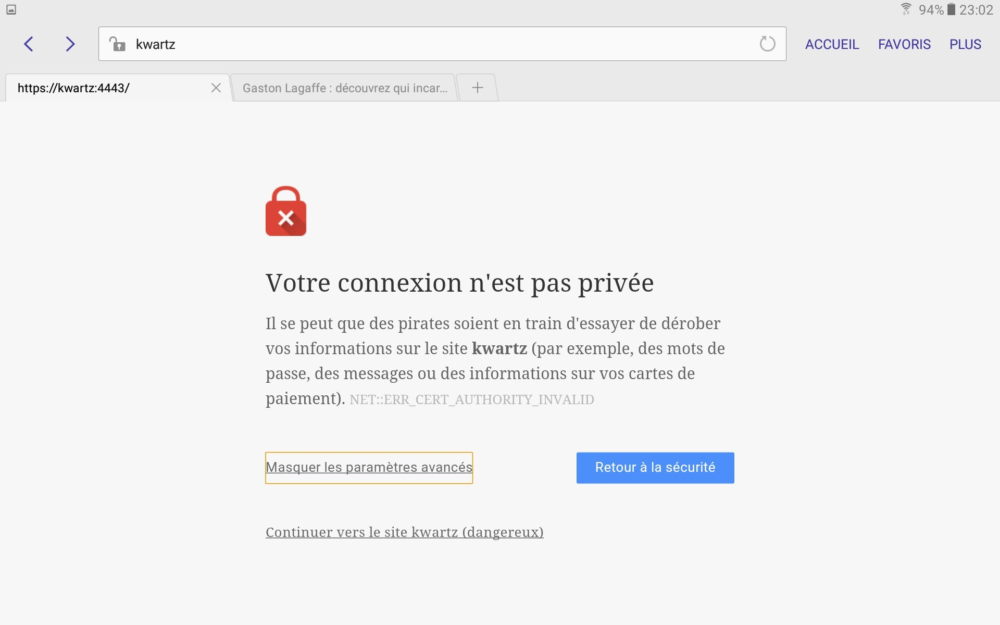 94% 23:02
kwartz
ACCUEIL FAVORIS PLUS
https://kwartz:4443/
Gaston Lagaffe : découvrez qui incar...
Votre connexion n'est pas privée
Il se peut que des pirates soient en train d'essayer de dérober
vos informations sur le site kwartz (par exemple, des mots de
passe, des messages ou des informations sur vos cartes de
paiement). NET::ERR_CERT_AUTHORITY_INVALID
Masquer les paramètres avancés
Retour à la sécurité
Continuer vers le site kwartz (dangereux)